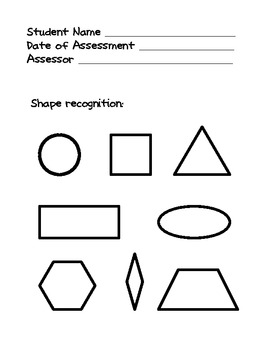 Student Name
Date of Assessment
Assessor
Shape recognition: